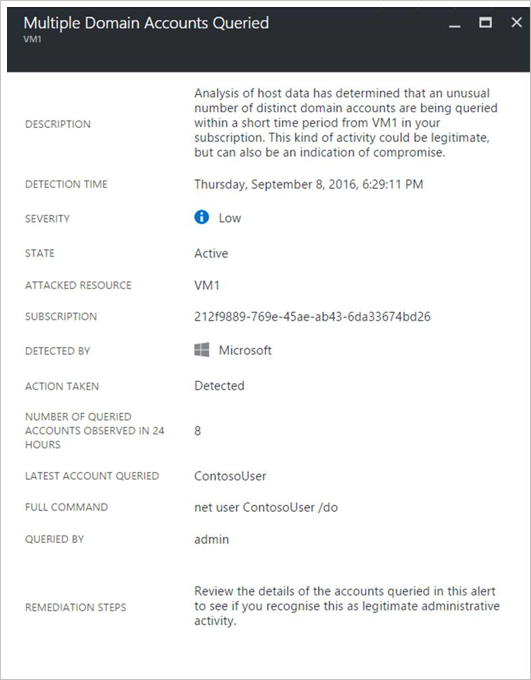 Multiple Domain Accounts Queried
VM1
DESCRIPTION
Analysis of host data has determined that an unusual
number of distinct domain accounts are being queried
within a short time period from VM1 in your
subscription. This kind of activity could be legitimate,
but can also be an indication of compromise.
DETECTION TIME
Thursday, September 8, 2016, 6:29:11 PM
SEVERITY
Low
STATE
Active
ATTACKED RESOURCE
VM1
SUBSCRIPTION
212f9889-769e-45ae-ab43-6da33674bd26
DETECTED BY
Microsoft
ACTION TAKEN
Detected
NUMBER OF QUERIED
ACCOUNTS OBSERVED IN 24
HOURS
8
LATEST ACCOUNT QUERIED
ContosoUser
FULL COMMAND
net user ContosoUser /do
QUERIED BY
admin
REMEDIATION STEPS
Review the details of the accounts queried in this alert
to see if you recognise this as legitimate administrative
activity.